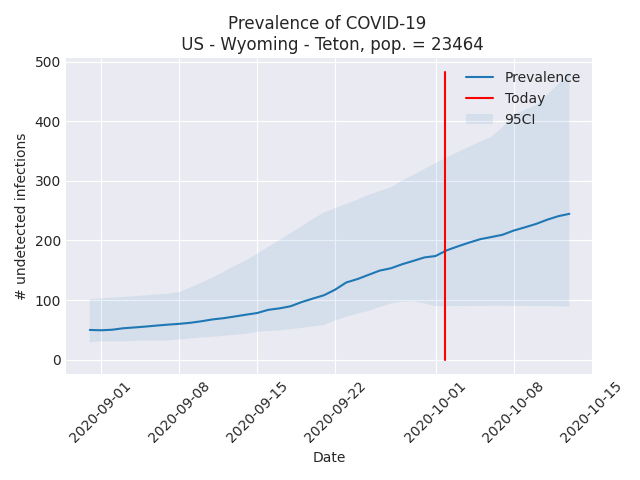 Prevalence of COVID-19
US - Wyoming - Teton, pop. = 23464
500
400
300
200
100
0
# undetected infections
Prevalence
Today
95CI
2020-09-01
2020-09-08
2020-09-15
2020-09-22
2020-10-01
2020-10-08
2020-10-15
Date